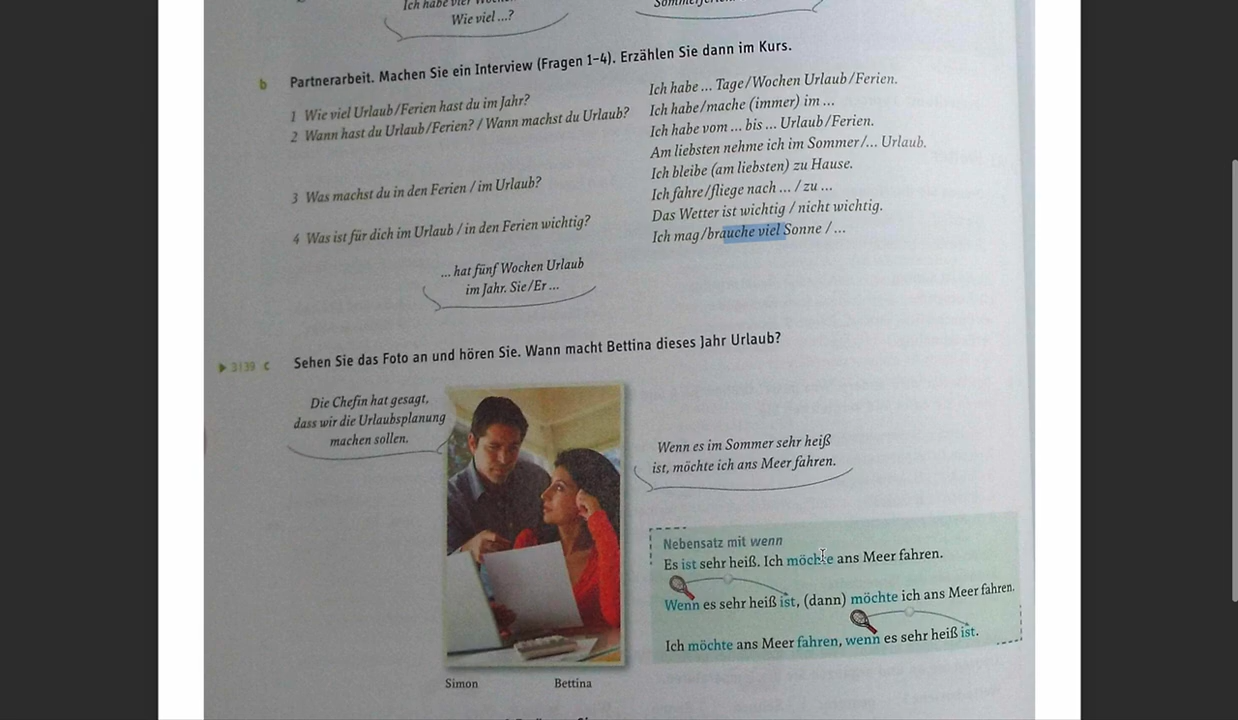 Wie viel ...?
b Partnerarbeit. Machen Sie ein Interview (Fragen 1–4). Erzählen Sie dann im Kurs.
1 Wie viel Urlaub/Ferien hast du im Jahr?
2 Wann hast du Urlaub/Ferien? / Wann machst du Urlaub?
3 Was machst du in den Ferien / im Urlaub?
4 Was ist für dich im Urlaub / in den Ferien wichtig?
Ich habe ... Tage/Wochen Urlaub/Ferien.
Ich habe/mache (immer) im ...
Ich habe vom ... bis ... Urlaub/Ferien.
Am liebsten nehme ich im Sommer/... Urlaub.
Ich bleibe (am liebsten) zu Hause.
Ich fahre/fliege nach ... / zu ...
Das Wetter ist wichtig / nicht wichtig.
Ich mag/brauche viel Sonne / ...
... hat fünf Wochen Urlaub
im Jahr. Sie/Er ...
3|39 c Sehen Sie das Foto an und hören Sie. Wann macht Bettina dieses Jahr Urlaub?
Die Chefin hat gesagt,
dass wir die Urlaubsplanung
machen sollen.
Wenn es im Sommer sehr heiß
ist, möchte ich ans Meer fahren.
Nebensatz mit wenn
Es ist sehr heiß. Ich möchte ans Meer fahren.
Wenn es sehr heiß ist, (dann) möchte ich ans Meer fahren.
Ich möchte ans Meer fahren, wenn es sehr heiß ist.
Simon
Bettina